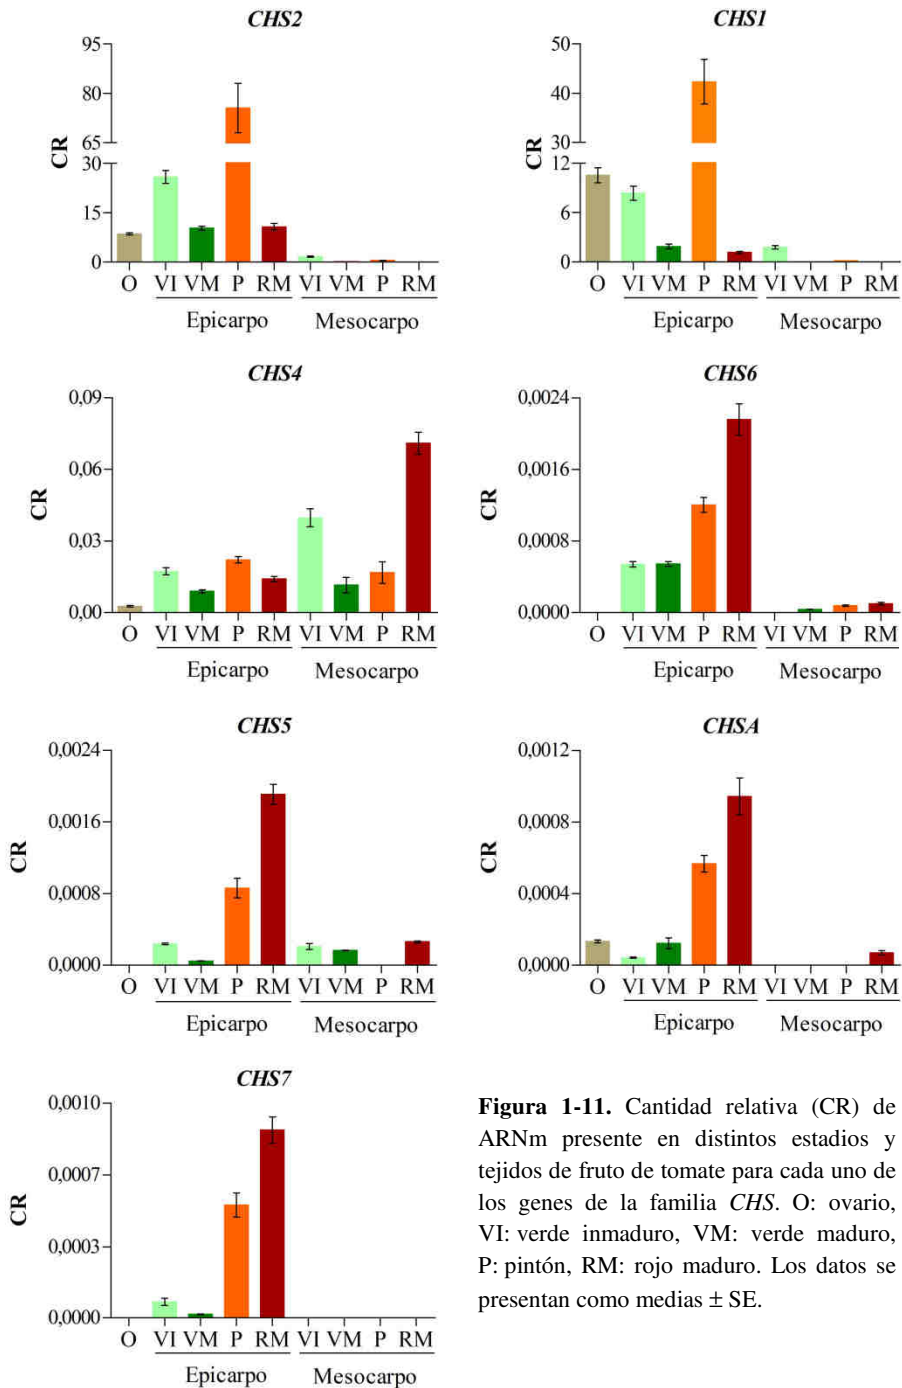 CHS2
95
80
65
30
15
0
CR
O VI VM P RM VI VM P RM
Epicarpo Mesocarpo
CHS1
50
40
30
12
6
0
CR
O VI VM P RM VI VM P RM
Epicarpo Mesocarpo
CHS4
0,09
0,06
0,03
0,00
CR
O VI VM P RM VI VM P RM
Epicarpo Mesocarpo
CHS6
0,0024
0,0016
0,0008
0,0000
CR
O VI VM P RM VI VM P RM
Epicarpo Mesocarpo
CHS5
0,0024
0,0016
0,0008
0,0000
CR
O VI VM P RM VI VM P RM
Epicarpo Mesocarpo
CHSA
0,0012
0,0008
0,0004
0,0000
CR
O VI VM P RM VI VM P RM
Epicarpo Mesocarpo
CHS7
0,0010
0,0007
0,0003
0,0000
CR
O VI VM P RM VI VM P RM
Epicarpo Mesocarpo
Figura 1-11. Cantidad relativa (CR) de
ARNm presente en distintos estadios y
tejidos de fruto de tomate para cada uno de
los genes de la familia CHS. O: ovario,
VI: verde inmaduro, VM: verde maduro,
P: pintón, RM: rojo maduro. Los datos se
presentan como medias ± SE.